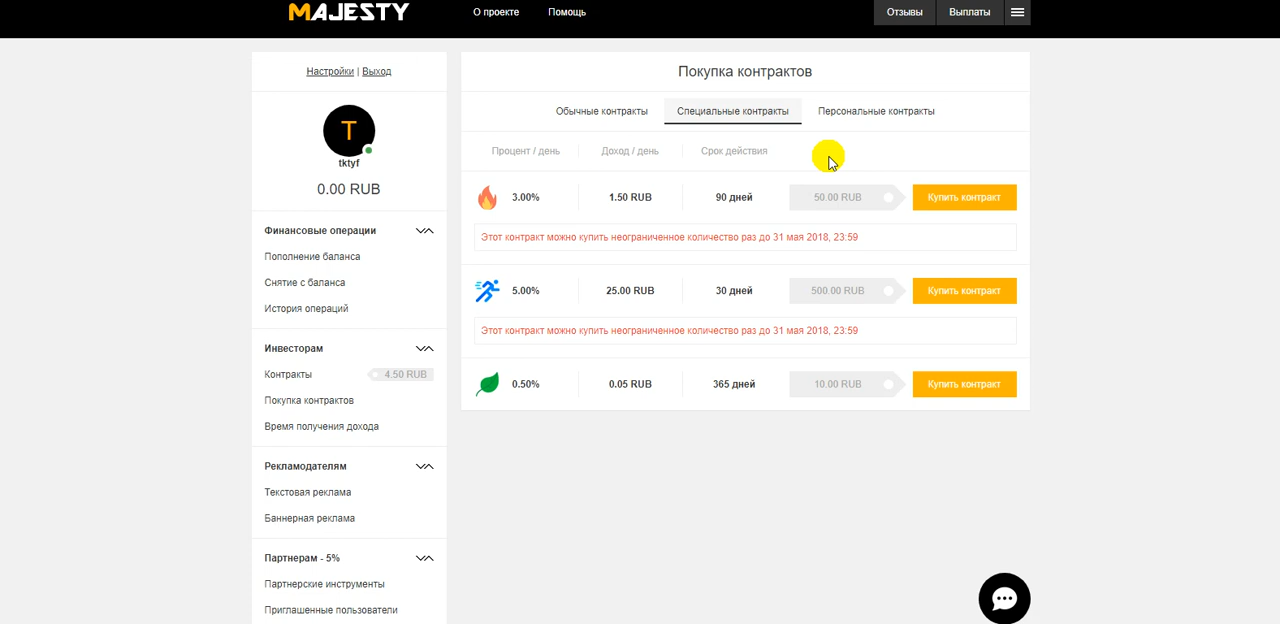 MAJESTY
О проекте
Помощь
Отзывы
Выплаты
Настройки | Выход
T
tktyf
0.00 RUB
Финансовые операции
Пополнение баланса
Снятие с баланса
История операций
Инвесторам
Контракты 4.50 RUB
Покупка контрактов
Время получения дохода
Рекламодателям
Текстовая реклама
Баннерная реклама
Партнерам - 5%
Партнерские инструменты
Приглашенные пользователи
Покупка контрактов
Обычные контракты
Специальные контракты
Персональные контракты
Процент / день
Доход / день
Срок действия
3.00% 1.50 RUB 90 дней 50.00 RUB Купить контракт
Этот контракт можно купить неограниченное количество раз до 31 мая 2018, 23:59
5.00% 25.00 RUB 30 дней 500.00 RUB Купить контракт
Этот контракт можно купить неограниченное количество раз до 31 мая 2018, 23:59
0.50% 0.05 RUB 365 дней 10.00 RUB Купить контракт